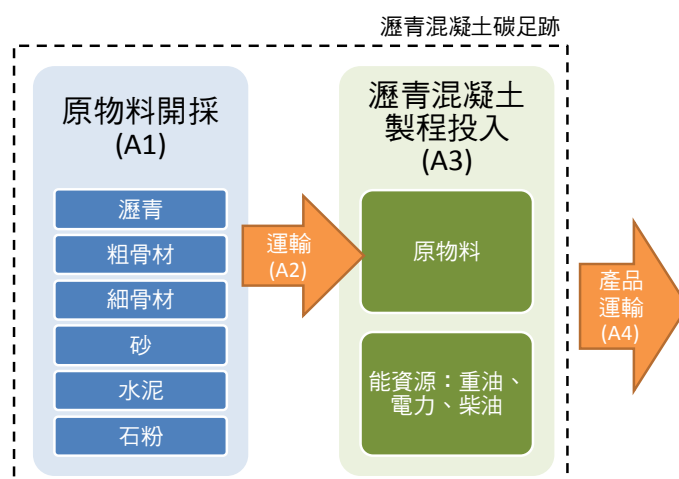 瀝青混凝土碳足跡
原物料開採
(A1)
瀝青
粗骨材
細骨材
砂
水泥
石粉
運輸
(A2)
瀝青混凝土
製程投入
(A3)
原物料
能資源：重油、
電力、柴油
產品
運輸
(A4)